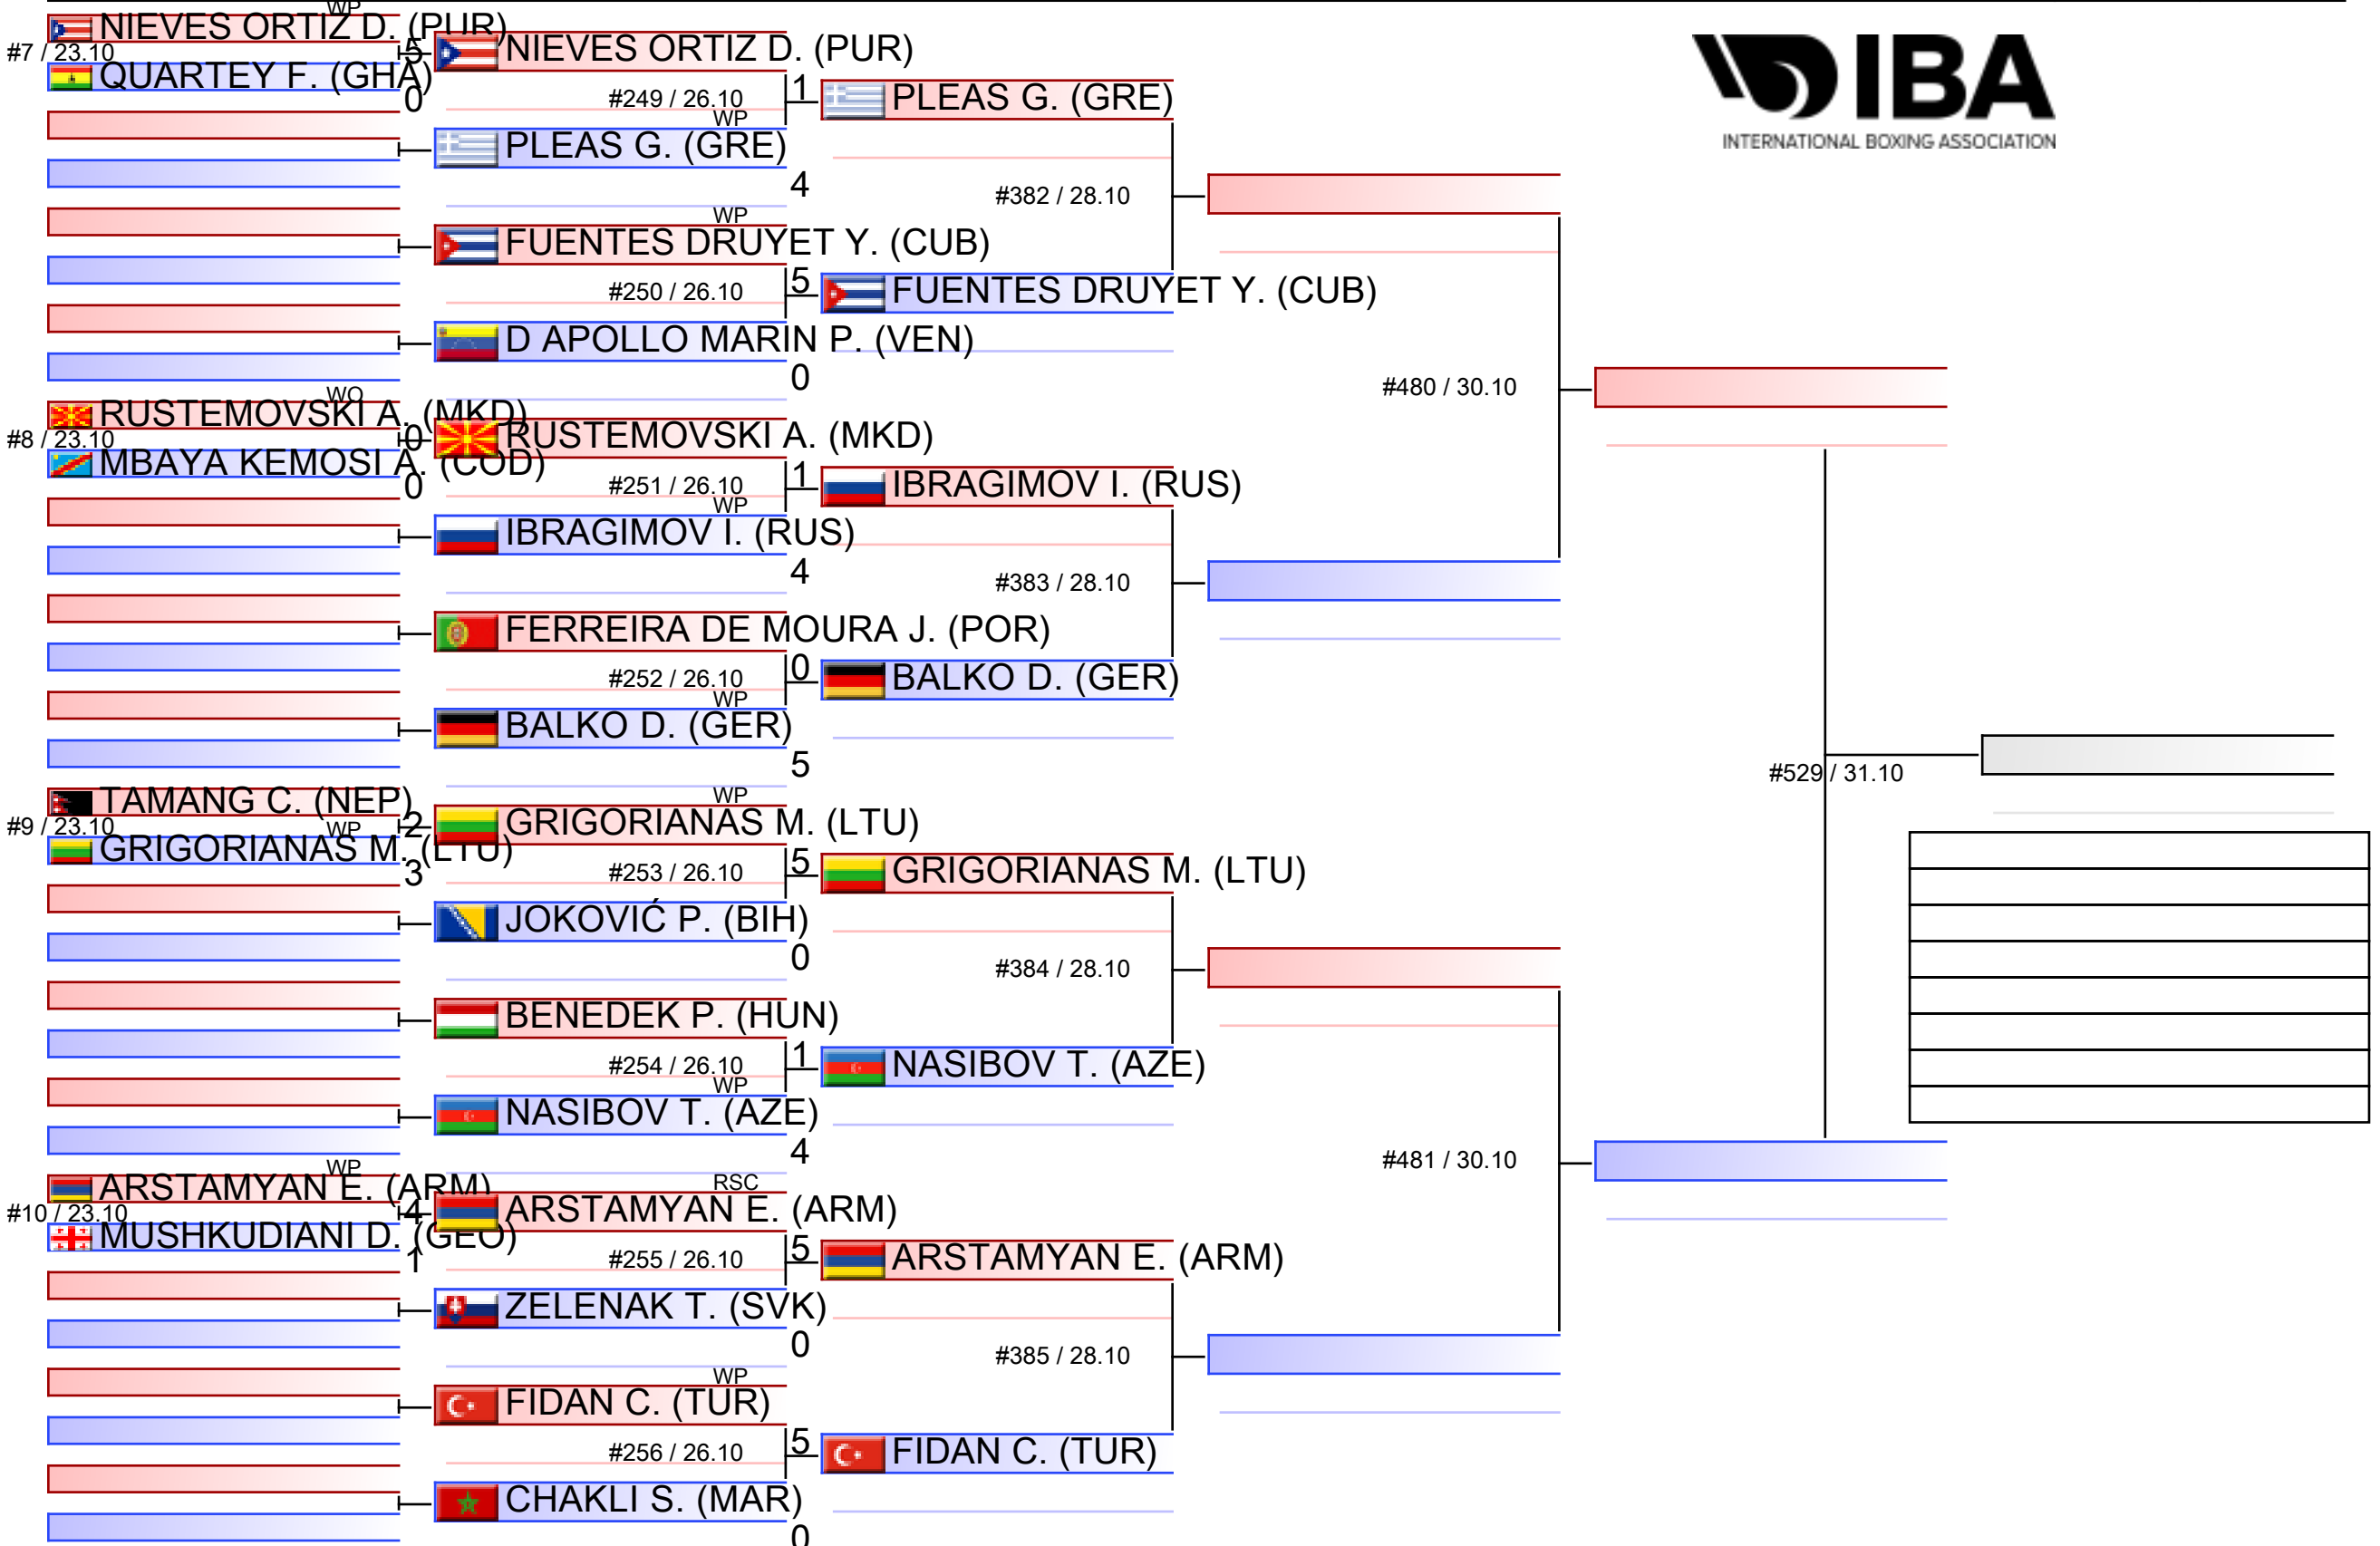 WP
NIEVES ORTIZ D. (PUR)
#7 / 23.10
5
QUARTEY F. (GHA)
0
WO
RUSTEMOVSKI A. (MKD)
#8 / 23.10
0
MBAYA KEMOSI A. (COD)
0
TAMANG C. (NEP)
#9 / 23.10
WP
2
GRIGORIANAS M. (LTU)
3
WP
ARSTAMYAN E. (ARM)
#10 / 23.10
4
MUSHKUDIANI D. (GEO)
1
NIEVES ORTIZ D. (PUR)
1
#249 / 26.10
WP
PLEAS G. (GRE)
4
WP
FUENTES DRUYET Y. (CUB)
5
#250 / 26.10
D APOLLO MARIN P. (VEN)
0
RUSTEMOVSKI A. (MKD)
1
#251 / 26.10
WP
IBRAGIMOV I. (RUS)
4
FERREIRA DE MOURA J. (POR)
0
#252 / 26.10
WP
BALKO D. (GER)
5
WP
GRIGORIANAS M. (LTU)
5
#253 / 26.10
JOKOVIĆ P. (BIH)
0
BENEDEK P. (HUN)
1
#254 / 26.10
WP
NASIBOV T. (AZE)
4
RSC
ARSTAMYAN E. (ARM)
5
#255 / 26.10
ZELENAK T. (SVK)
0
WP
FIDAN C. (TUR)
5
#256 / 26.10
CHAKLI S. (MAR)
0
PLEAS G. (GRE)
#382 / 28.10
FUENTES DRUYET Y. (CUB)
IBRAGIMOV I. (RUS)
#383 / 28.10
BALKO D. (GER)
GRIGORIANAS M. (LTU)
#384 / 28.10
NASIBOV T. (AZE)
ARSTAMYAN E. (ARM)
#385 / 28.10
FIDAN C. (TUR)
#480 / 30.10
#481 / 30.10
#529 / 31.10
IBA
INTERNATIONAL BOXING ASSOCIATION